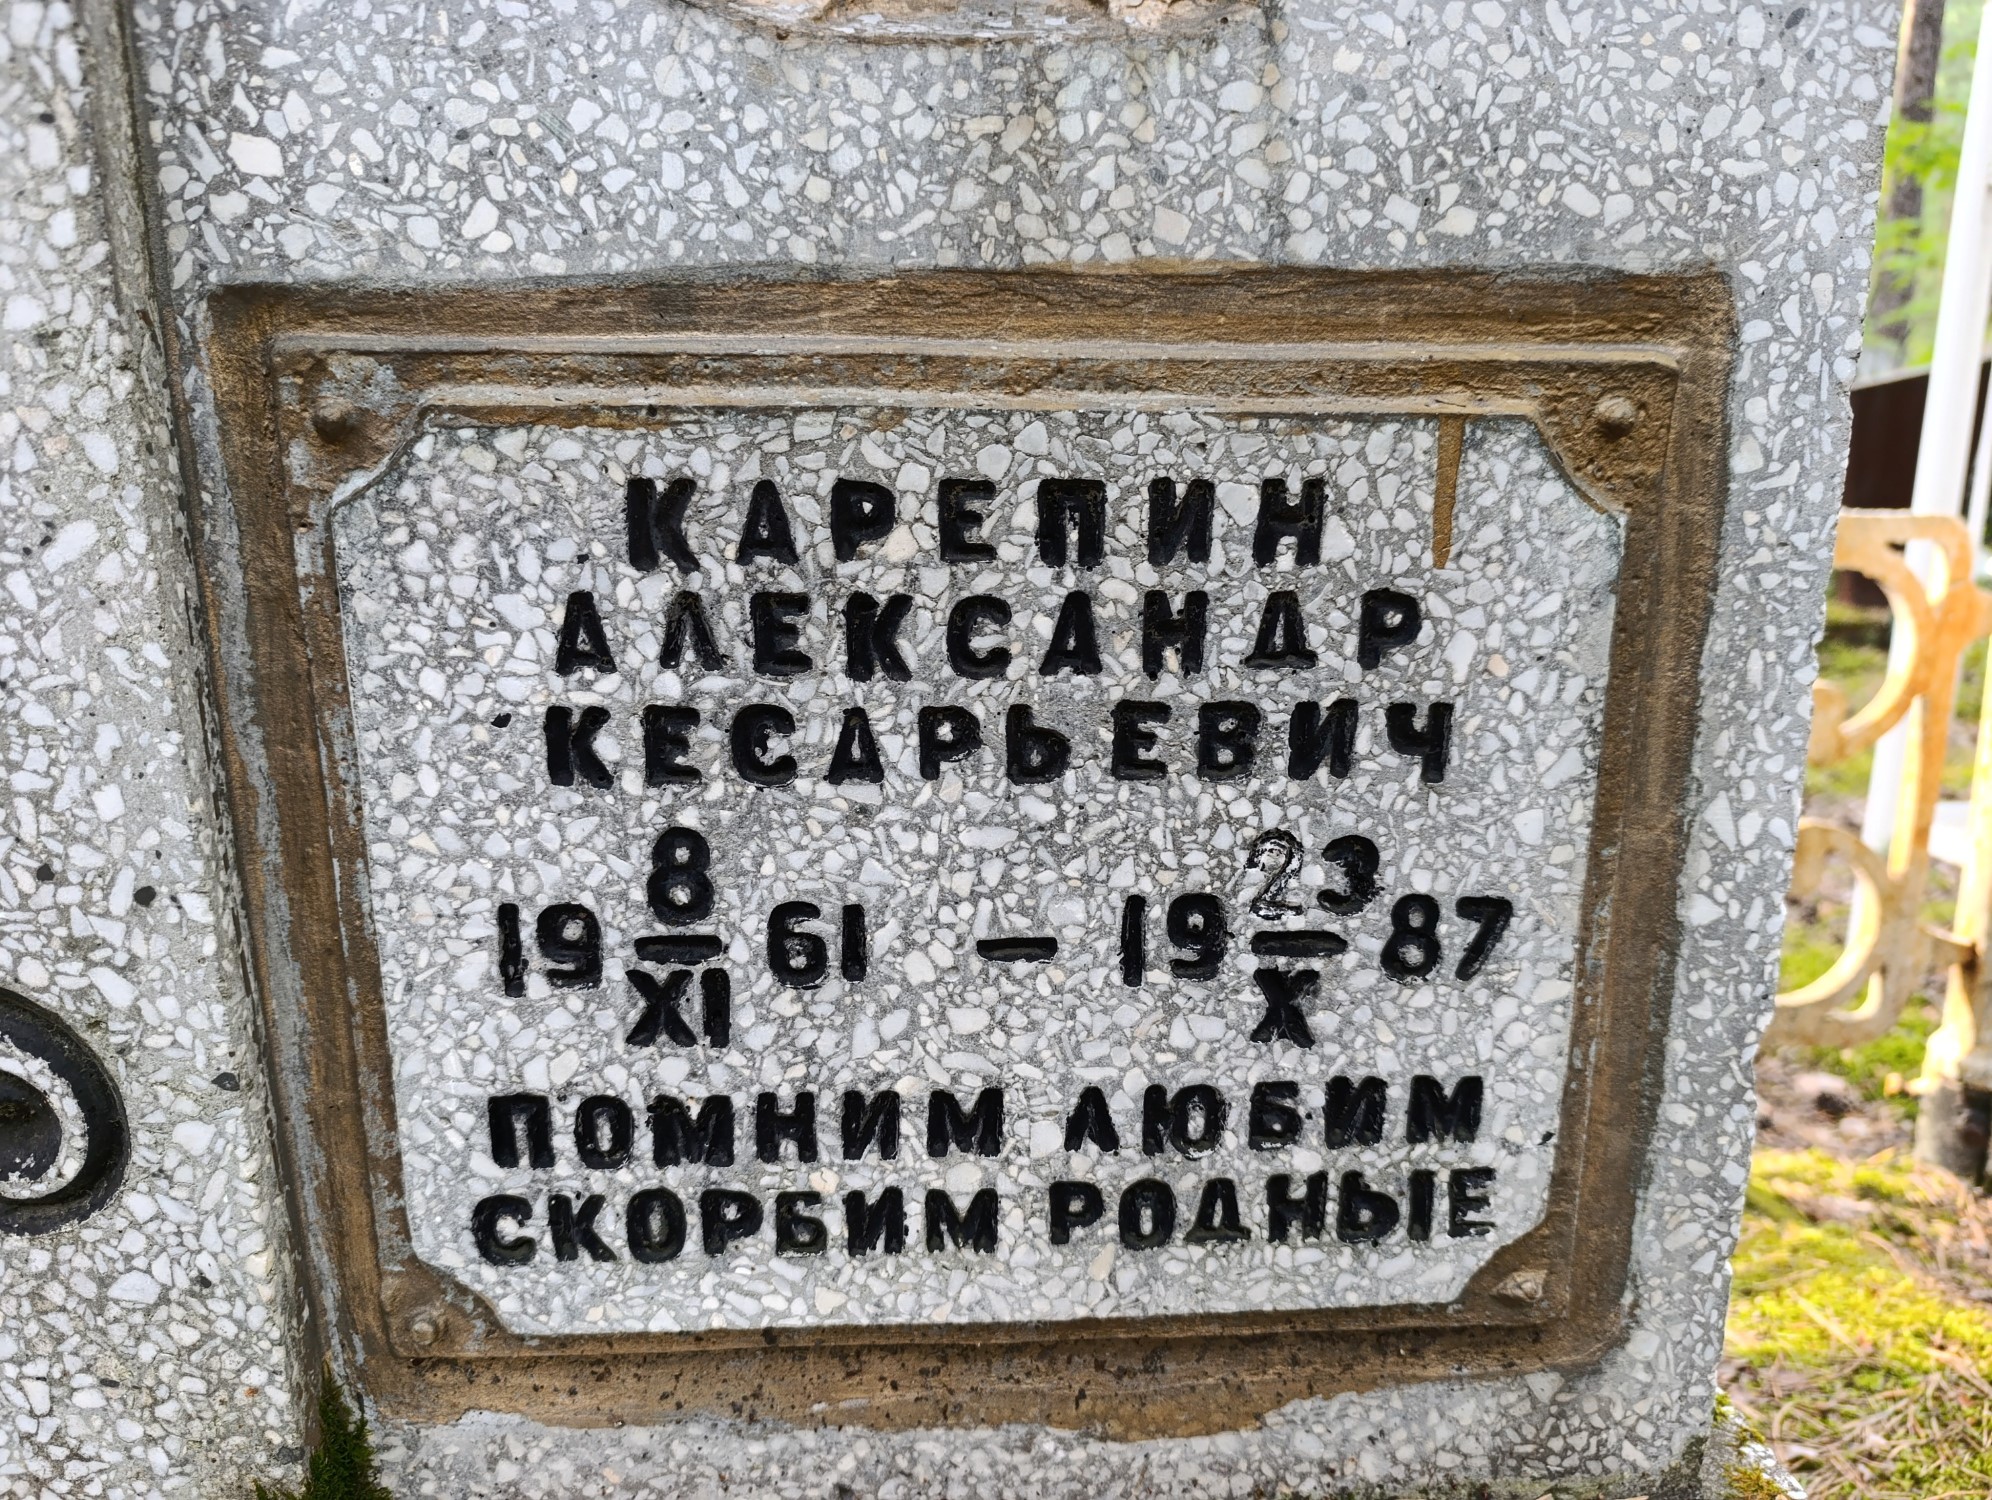 КАРЕПИН
АЛЕКСАНДР
КЕСАРЬЕВИЧ
19 8/XI 61 — 19 23/X 87
ПОМНИМ ЛЮБИМ
СКОРБИМ РОДНЫЕ